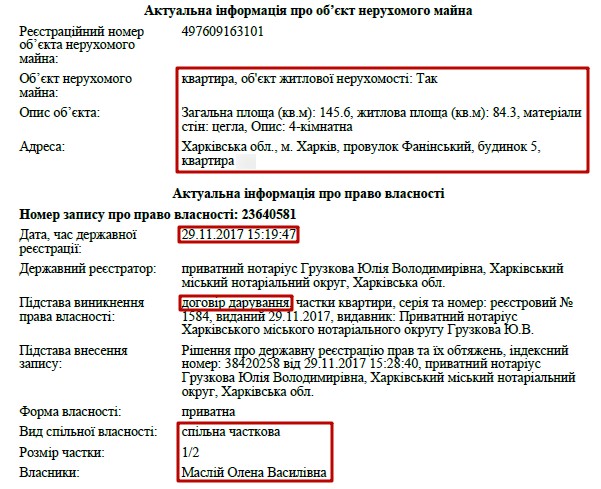 Актуальна інформація про об’єкт нерухомого майна
Реєстраційний номер 497609163101
об’єкта нерухомого
майна:
Об’єкт нерухомого квартира, об'єкт житлової нерухомості: Так
майна:
Опис об’єкта: Загальна площа (кв.м): 145.6, житлова площа (кв.м): 84.3, матеріали
стін: цегла, Опис: 4-кімнатна
Адреса: Харківська обл., м. Харків, провулок Фанінський, будинок 5,
квартира
Актуальна інформація про право власності
Номер запису про право власності: 23640581
Дата, час державної 29.11.2017 15:19:47
реєстрації:
Державний реєстратор: приватний нотаріус Грузкова Юлія Володимирівна, Харківський
міський нотаріальний округ, Харківська обл.
Підстава виникнення договір дарування, частки квартири, серія та номер: реєстровий №
права власності: 1584, виданий 29.11.2017, видавник: Приватний нотаріус
Харківського міського нотаріального округу Грузкова Ю.В.
Підстава внесення Рішення про державну реєстрацію прав та їх обтяжень, індексний
запису: номер: 38420258 від 29.11.2017 15:28:40, приватний нотаріус
Грузкова Юлія Володимирівна, Харківський міський нотаріальний
округ, Харківська обл.
Форма власності: приватна
Вид спільної власності: спільна часткова
Розмір частки: 1/2
Власники: Маслій Олена Василівна